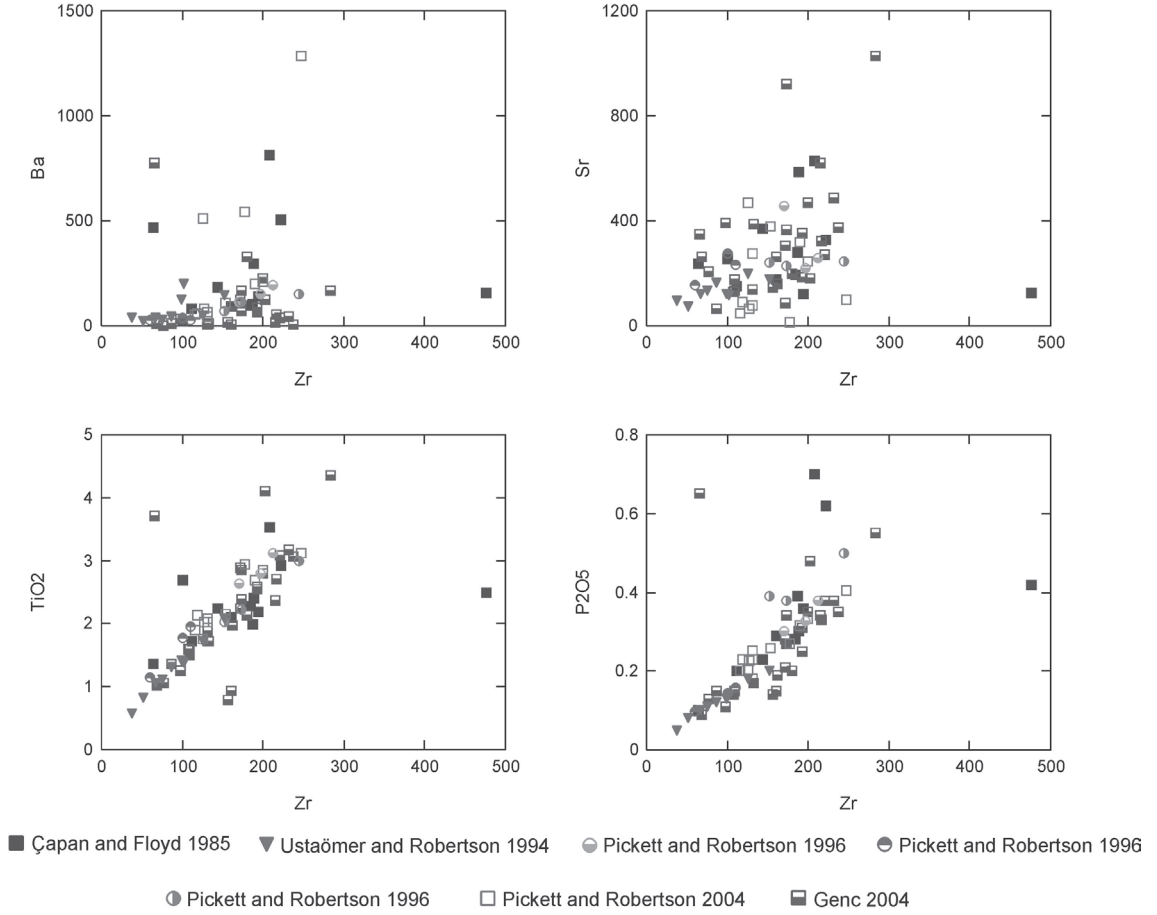 1500
1000
500
0
Ba
0 100 200 300 400 500
Zr
1200
800
400
0
Sr
0 100 200 300 400 500
Zr
5
4
3
2
1
0
TiO2
0 100 200 300 400 500
Zr
0.8
0.6
0.4
0.2
0
P2O5
0 100 200 300 400 500
Zr
Çapan and Floyd 1985 Ustaömer and Robertson 1994 Pickett and Robertson 1996 Pickett and Robertson 1996
Pickett and Robertson 1996 Pickett and Robertson 2004 Genc 2004